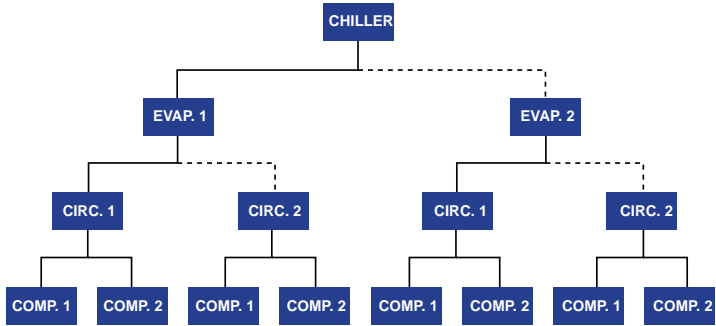 CHILLER
EVAP. 1
EVAP. 2
CIRC. 1
CIRC. 2
CIRC. 1
CIRC. 2
COMP. 1
COMP. 2
COMP. 1
COMP. 2
COMP. 1
COMP. 2
COMP. 1
COMP. 2